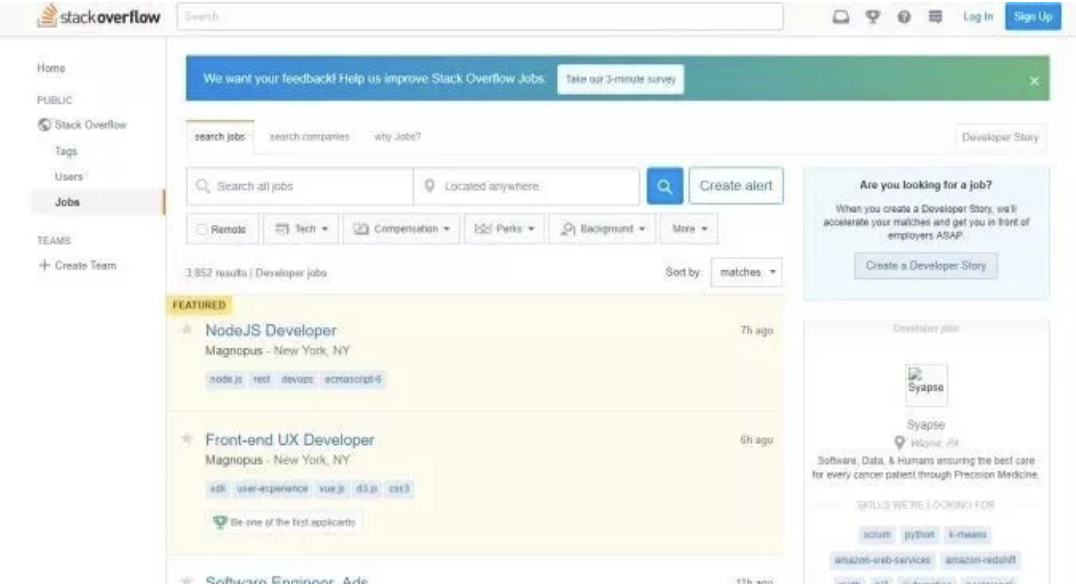 stackoverflow
Search...
Log In
Sign Up
Home
PUBLIC
Stack Overflow
Tags
Users
Jobs
TEAMS
+ Create Team
We want your feedback! Help us improve Stack Overflow Jobs:
Take our 3-minute survey
×
search jobs
search companies
why Jobs?
Developer Story
Search all jobs
Located anywhere
Create alert
Remote
Tech
Compensation
Perks
Background
More
3,852 results | Developer jobs
Sort by:
matches
FEATURED
NodeJS Developer
7h ago
Magnopus - New York, NY
node.js rest devops ecmascript-6
Front-end UX Developer
6h ago
Magnopus - New York, NY
sdk user-experience vue.js d3.js css3
Be one of the first applicants
Software Engineer, Ads
11h ago
Are you looking for a job?
When you create a Developer Story, we'll
accelerate your matches and get you in front of
employers ASAP.
Create a Developer Story
Developer jobs
Syapse
Syapse
Wayne, PA
Software, Data, & Humans ensuring the best care
for every cancer patient through Precision Medicine.
SKILLS WE'RE LOOKING FOR
scrum python k-means
amazon-web-services amazon-redshift